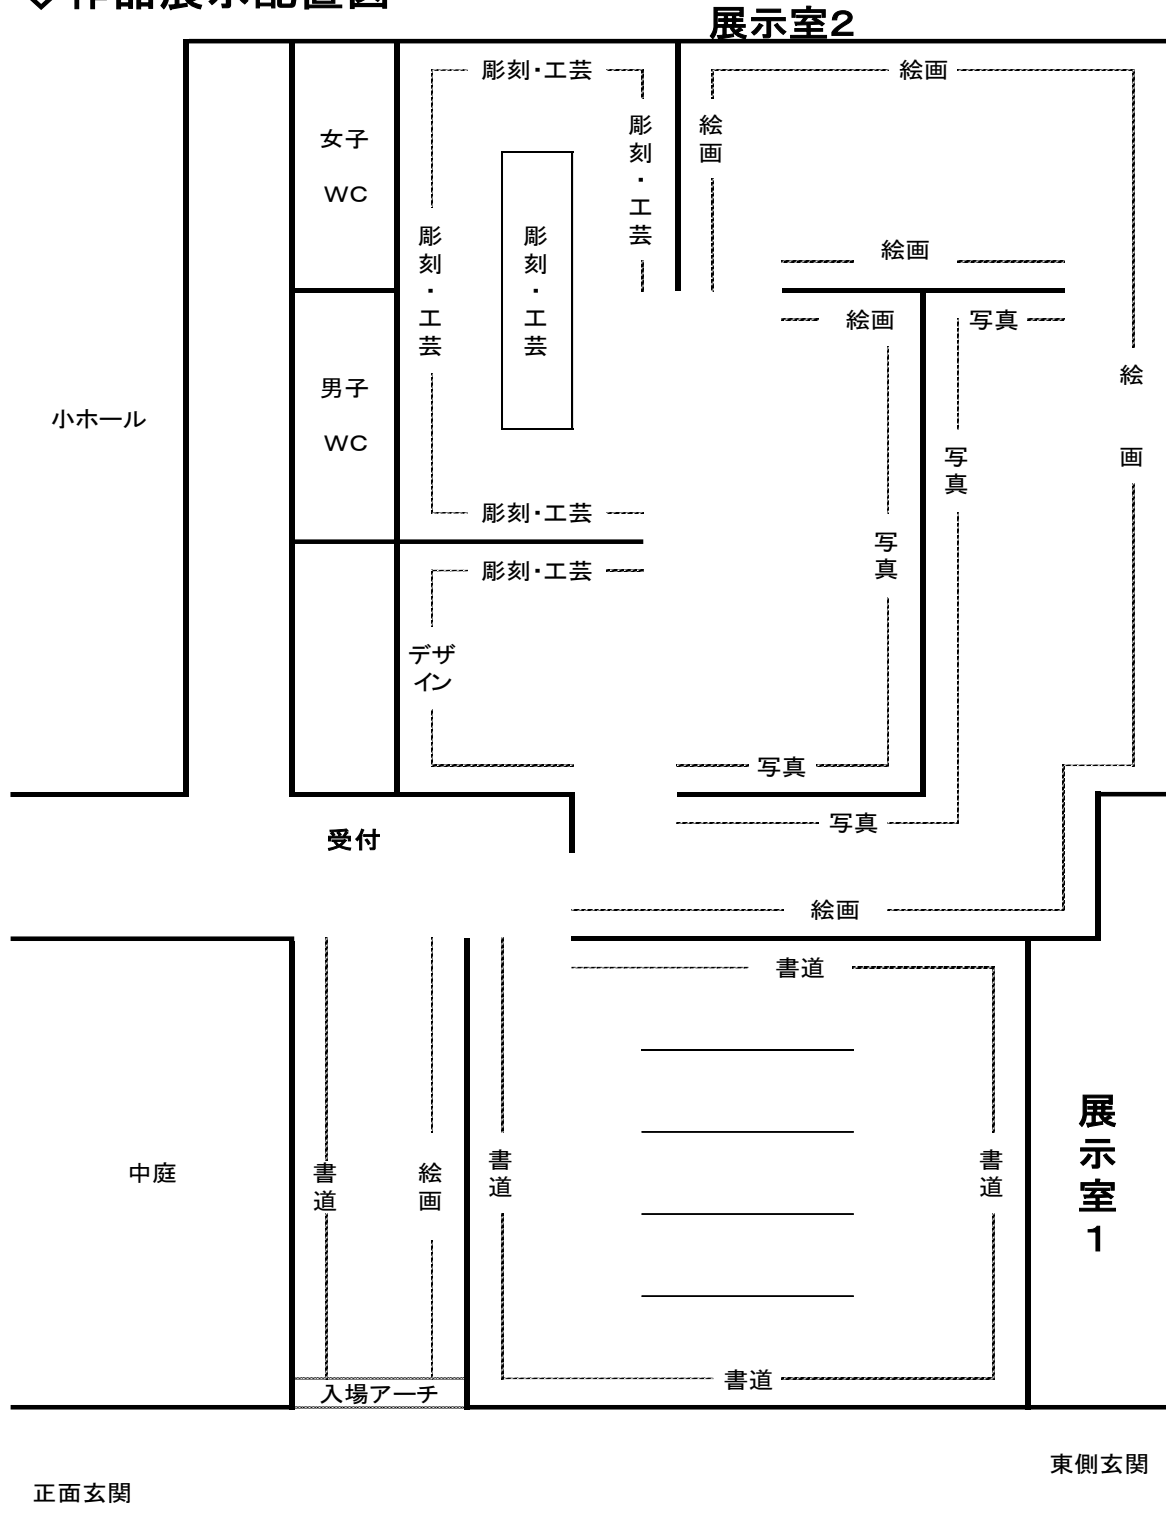 ◇作品展示配置図
展示室2
彫刻・工芸
絵画
女子
WC
彫刻・工芸
絵画
彫刻・工芸
彫刻・工芸
絵画
絵画
写真
絵画
男子
WC
小ホール
写真
彫刻・工芸
写真
彫刻・工芸
デザ
イン
写真
写真
受付
絵画
書道
展示室1
中庭
書道
絵画
書道
書道
書道
入場アーチ
東側玄関
正面玄関